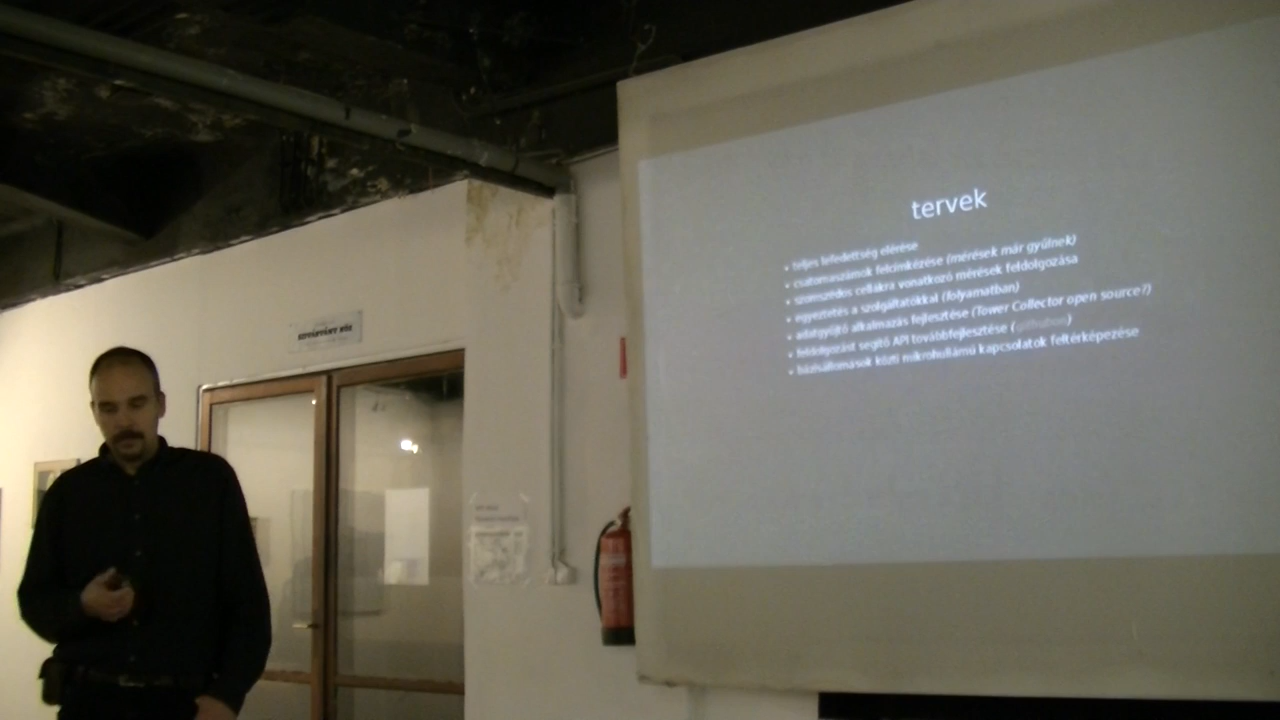 tervek
teljes lefedettség elérése
csatornaszámok felcímkézése (mérések már gyűlnek)
szomszédos cellákra vonatkozó mérések feldolgozása
egyeztetés a szolgáltatókkal (folyamatban)
adatgyűjtő alkalmazás fejlesztése (Tower Collector open source?)
feldolgozást segítő API továbbfejlesztése ( )
bázisállomások közti mikrohullámú kapcsolatok feltérképezése